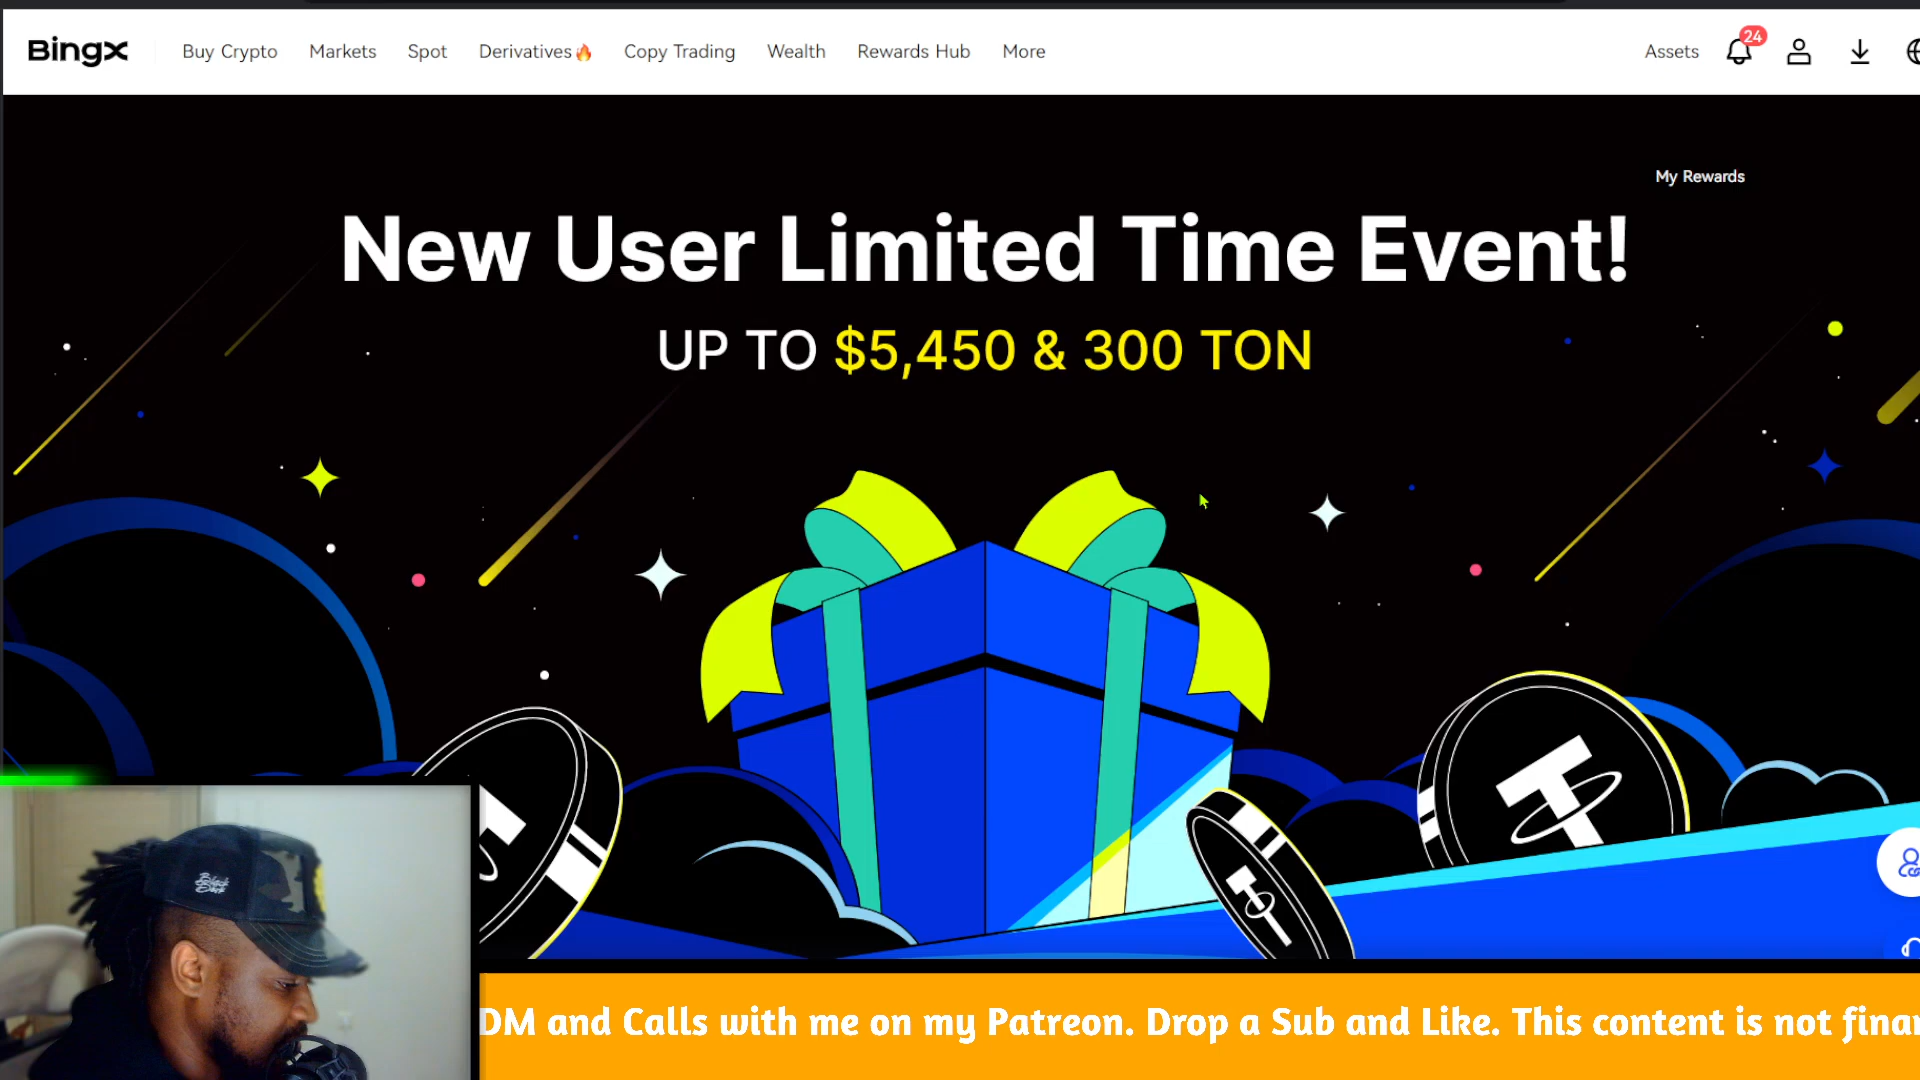 BingX
Buy Crypto
Markets
Spot
Derivatives🔥
Copy Trading
Wealth
Rewards Hub
More
Assets
24
My Rewards
New User Limited Time Event!
UP TO $5,450 & 300 TON
DM and Calls with me on my Patreon. Drop a Sub and Like. This content is not finan